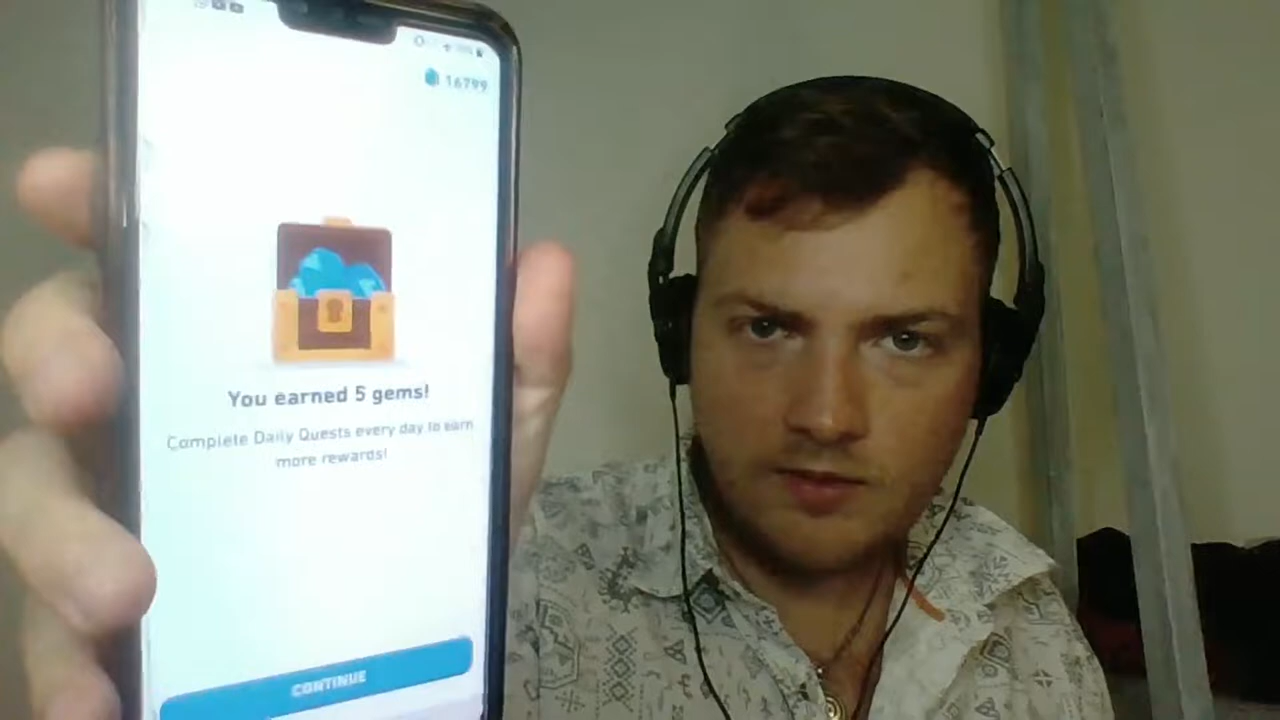 16799
You earned 5 gems!
Complete Daily Quests every day to earn
more rewards!
CONTINUE